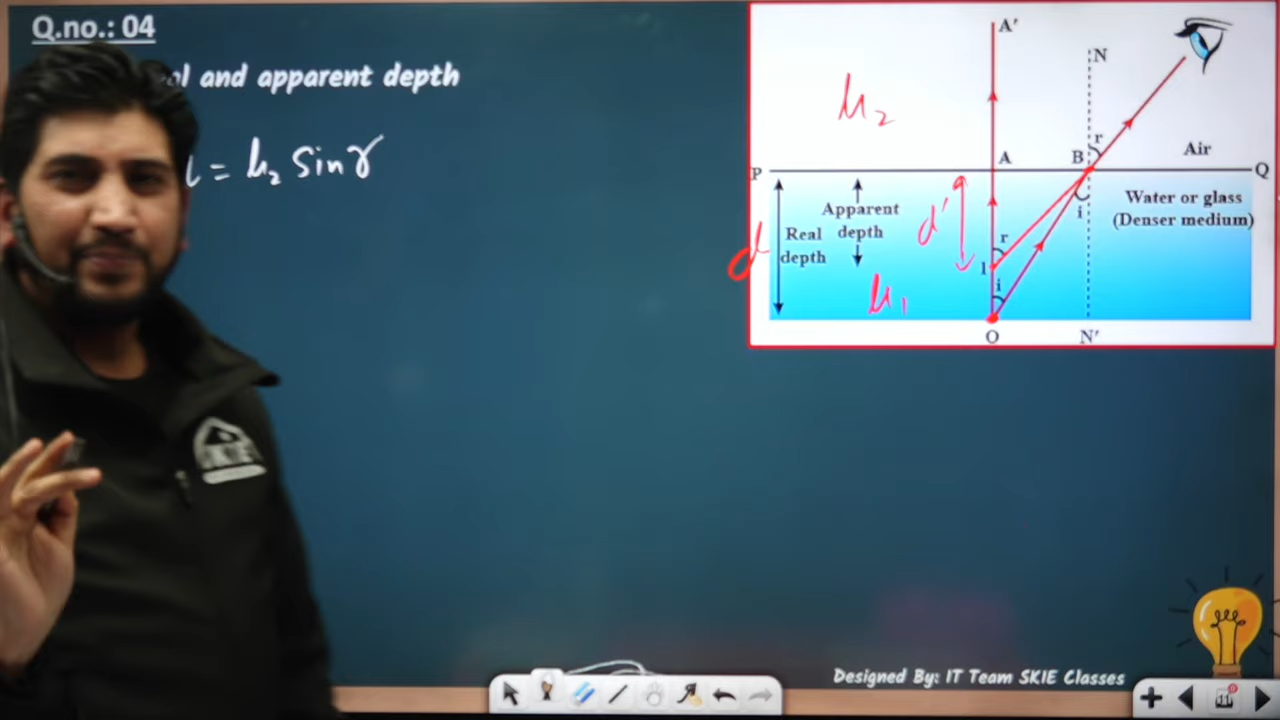 Q.no.: 04
and apparent depth
= μ₂ sin r
A′
N
μ₂
r
A
B
Air
P
Q
Apparent depth
Real depth
d
d′
r
i
Water or glass
(Denser medium)
I
i
μ₁
O
N′
Designed By: IT Team SKIE Classes
11